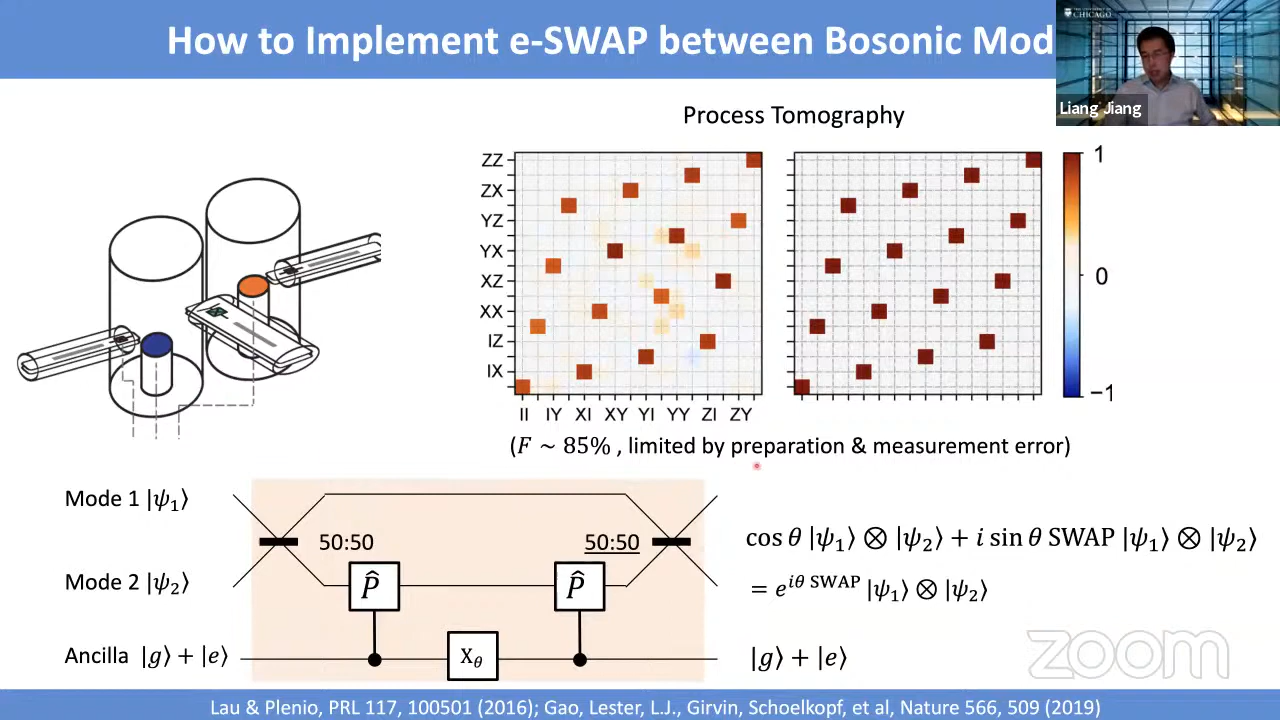 How to Implement e-SWAP between Bosonic Mod
THE UNIVERSITY OF
CHICAGO
Liang Jiang
Process Tomography
ZZ
ZX
YZ
YX
XZ
XX
IZ
IX
II IY XI XY YI YY ZI ZY
1
0
−1
(F ~ 85% , limited by preparation & measurement error)
Mode 1 |ψ₁⟩
50:50 50:50
Mode 2 |ψ₂⟩
P̂ P̂
Ancilla |g⟩ + |e⟩
X_θ
cos θ |ψ₁⟩ ⊗ |ψ₂⟩ + i sin θ SWAP |ψ₁⟩ ⊗ |ψ₂⟩
= e^{iθ SWAP} |ψ₁⟩ ⊗ |ψ₂⟩
|g⟩ + |e⟩
zoom
Lau & Plenio, PRL 117, 100501 (2016); Gao, Lester, L.J., Girvin, Schoelkopf, et al, Nature 566, 509 (2019)